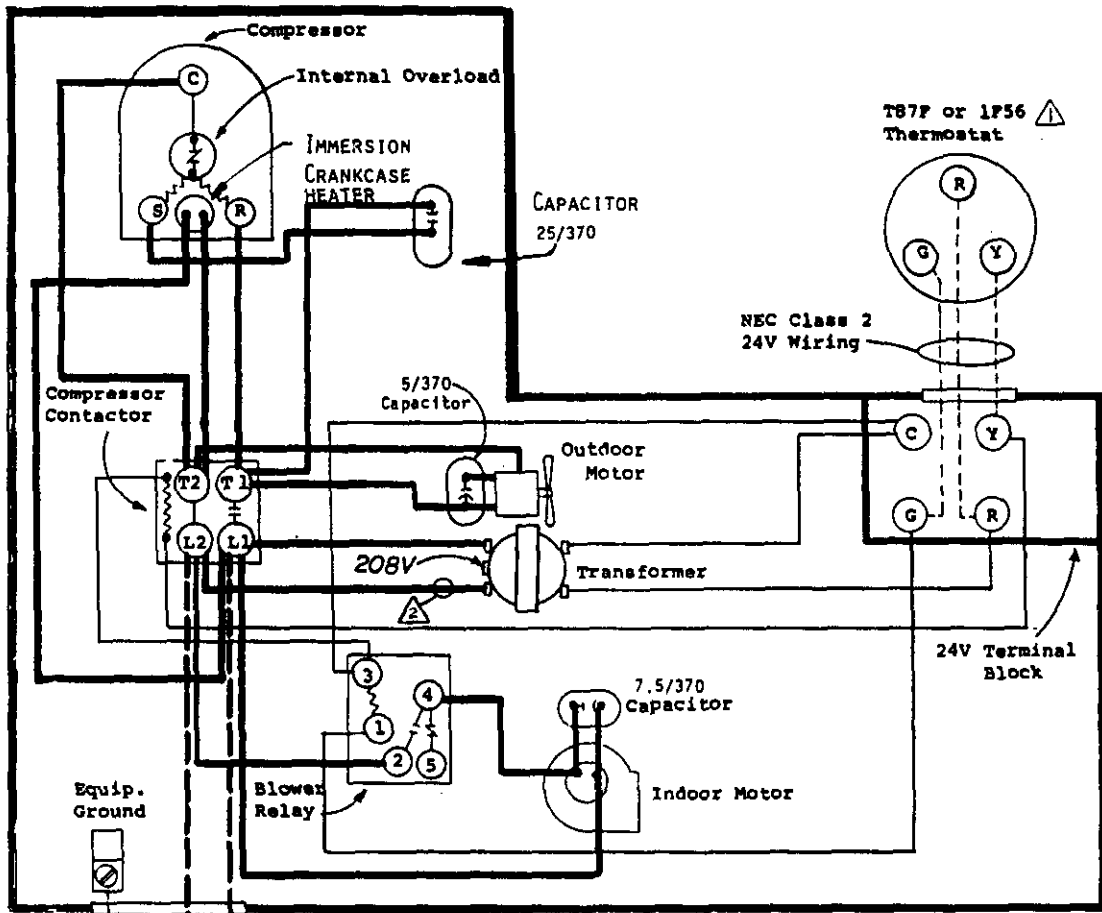 Compressor
C
Internal Overload
IMMERSION
CRANKCASE
HEATER
S
R
CAPACITOR
25/370
T87F or 1F56 1
Thermostat
R
G
Y
NEC Class 2
24V Wiring
5/370
Capacitor
Compressor
Contactor
Outdoor
Motor
C
Y
T2
T1
G
R
L2
L1
208V
Transformer
2
24V Terminal
Block
3
4
1
2
5
7.5/370
Capacitor
Blower
Relay
Indoor Motor
Equip.
Ground